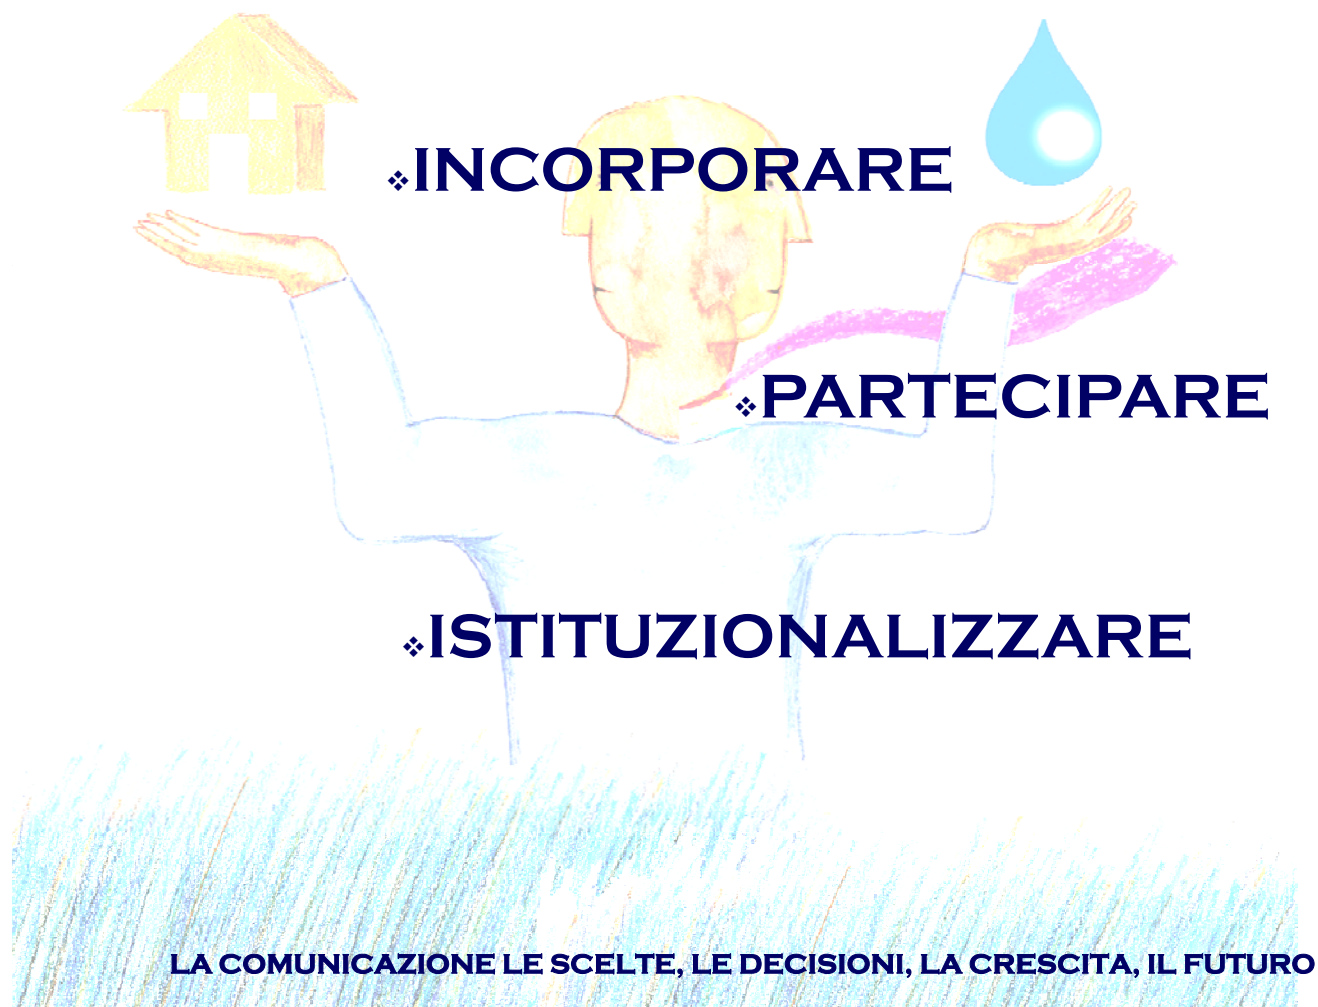 ❖INCORPORARE
❖PARTECIPARE
❖ISTITUZIONALIZZARE
LA COMUNICAZIONE LE SCELTE, LE DECISIONI, LA CRESCITA, IL FUTURO